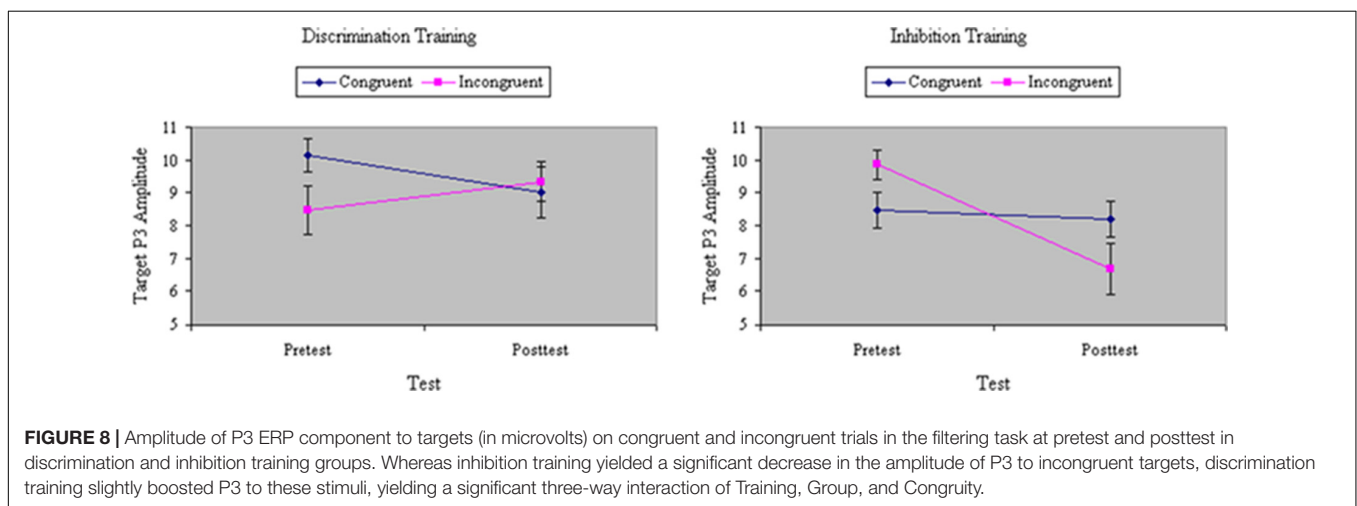 Discrimination Training
Congruent Incongruent
11
10
9
8
7
6
5
Target P3 Amplitude
Pretest Posttest
Test
Inhibition Training
Congruent Incongruent
11
10
9
8
7
6
5
Target P3 Amplitude
Pretest Posttest
Test
FIGURE 8 | Amplitude of P3 ERP component to targets (in microvolts) on congruent and incongruent trials in the filtering task at pretest and posttest in
discrimination and inhibition training groups. Whereas inhibition training yielded a significant decrease in the amplitude of P3 to incongruent targets, discrimination
training slightly boosted P3 to these stimuli, yielding a significant three-way interaction of Training, Group, and Congruity.